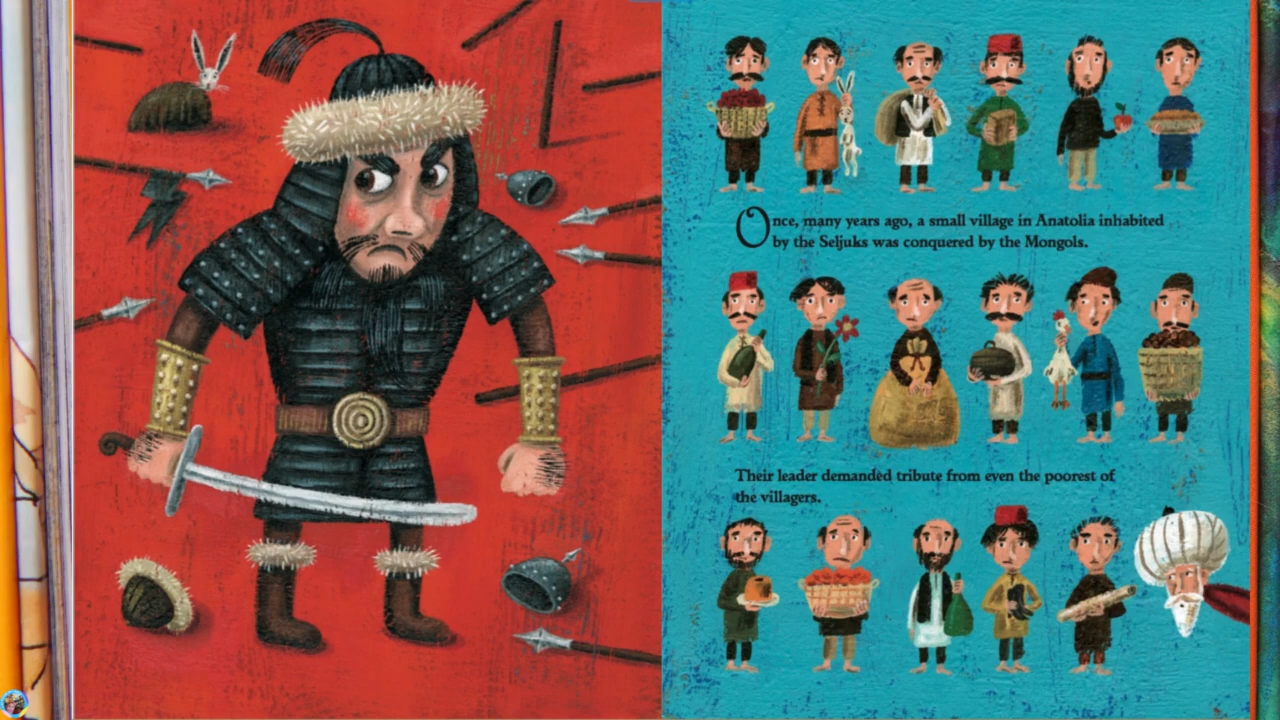 Once, many years ago, a small village in Anatolia inhabited
by the Seljuks was conquered by the Mongols.
Their leader demanded tribute from even the poorest of
the villagers.